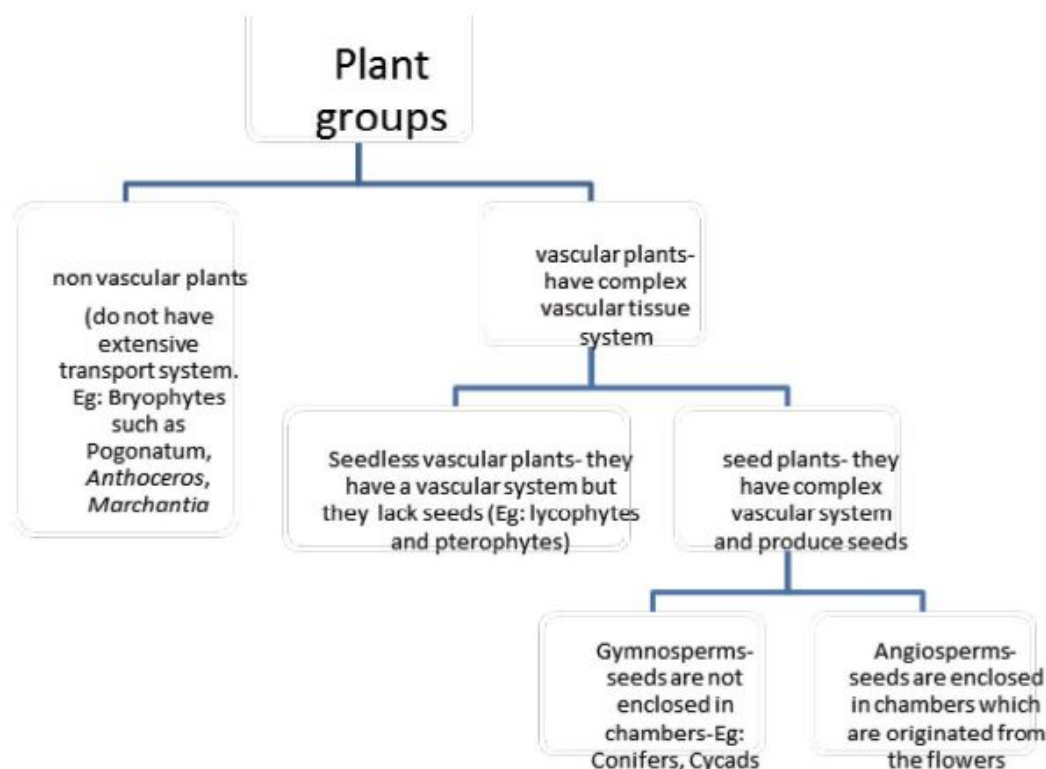 Plant
groups
non vascular plants
(do not have
extensive
transport system.
Eg: Bryophytes
such as
Pogonatum,
Anthoceros,
Marchantia
vascular plants-
have complex
vascular tissue
system
Seedless vascular plants- they
have a vascular system but
they lack seeds (Eg: lycophytes
and pterophytes)
seed plants- they
have complex
vascular system
and produce seeds
Gymnosperms-
seeds are not
enclosed in
chambers-Eg:
Conifers, Cycads
Angiosperms-
seeds are enclosed
in chambers which
are originated from
the flowers